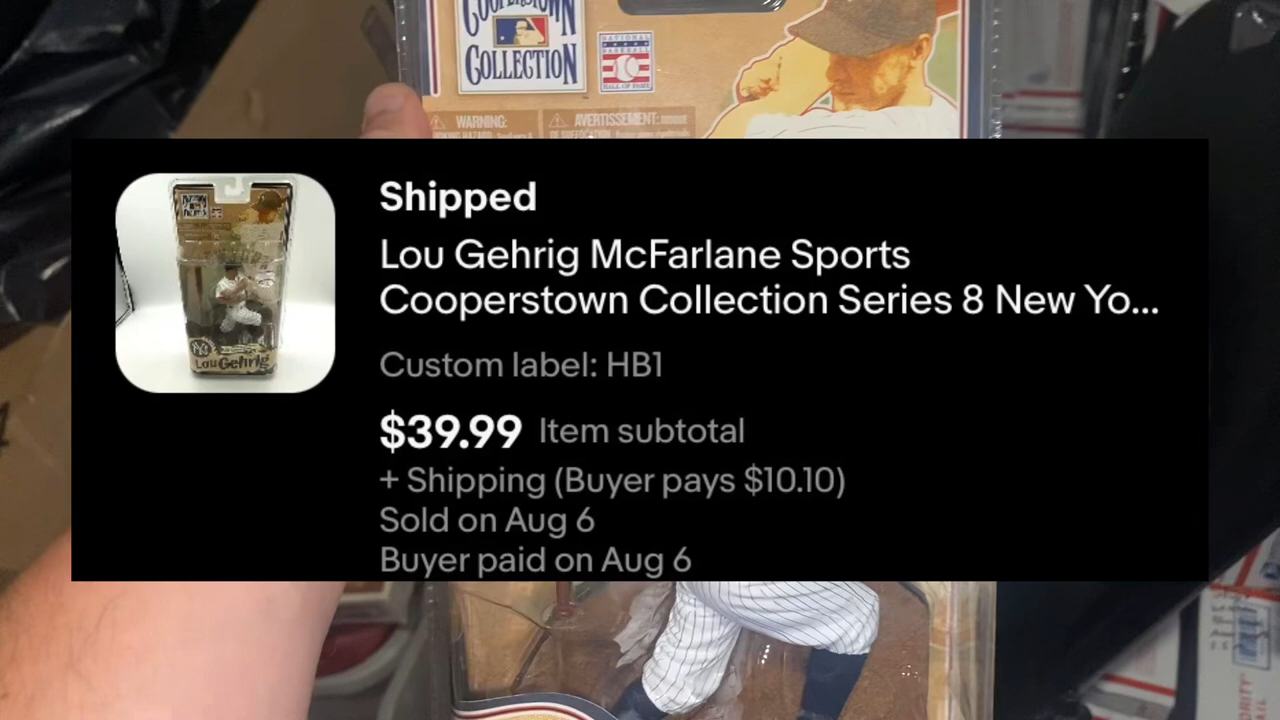 COOPERSTOWN
COLLECTION
NATIONAL
BASEBALL
HALL OF FAME
WARNING:
AVERTISSEMENT:
Shipped
Lou Gehrig McFarlane Sports
Cooperstown Collection Series 8 New Yo...
Custom label: HB1
$39.99 Item subtotal
+ Shipping (Buyer pays $10.10)
Sold on Aug 6
Buyer paid on Aug 6
Lou Gehrig